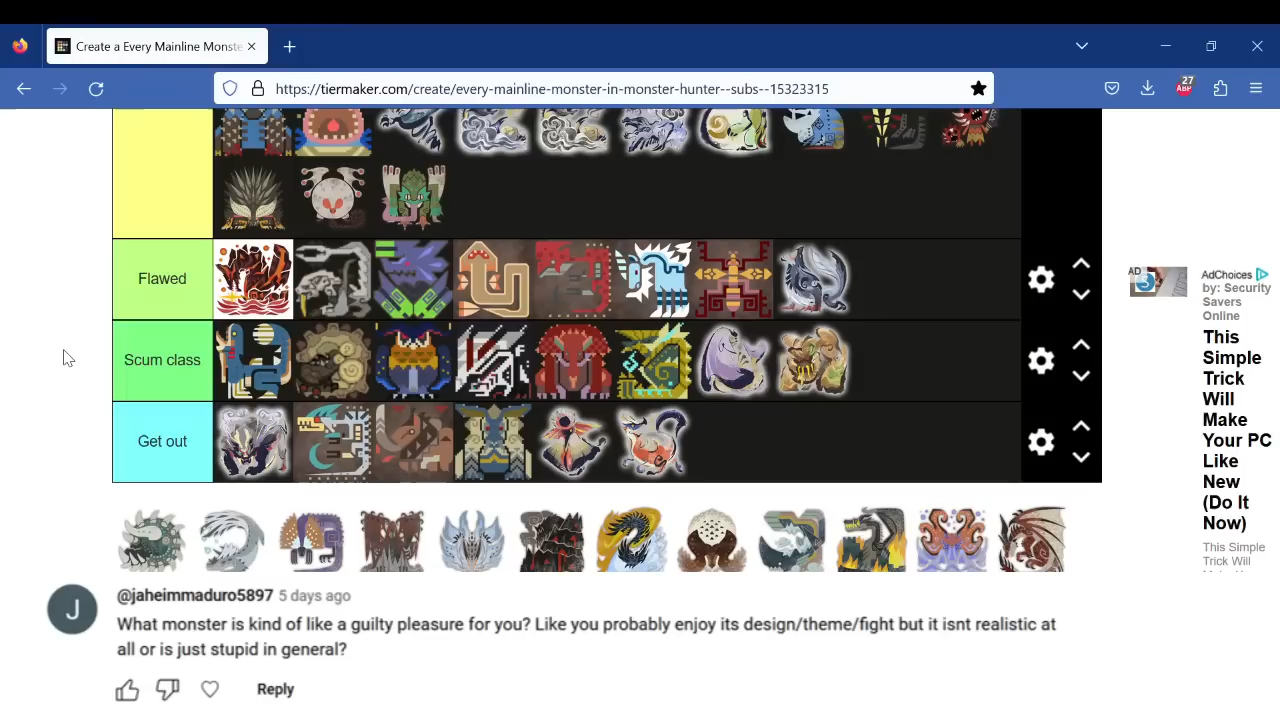 Create a Every Mainline Monste
https://tiermaker.com/create/every-mainline-monster-in-monster-hunter--subs--15323315
27
ABP
Flawed
Scum class
Get out
AD
AdChoices
by: Security
Savers
Online
This
Simple
Trick
Will
Make
Your PC
Like
New
(Do It
Now)
This Simple
Trick Will
J
@jaheimmaduro5897 5 days ago
What monster is kind of like a guilty pleasure for you? Like you probably enjoy its design/theme/fight but it isnt realistic at
all or is just stupid in general?
Reply